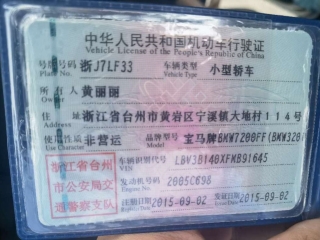 中华人民共和国机动车行驶证
Vehicle License of the People's Republic of China
号牌号码 浙J7LF33 车辆类型 小型轿车
Plate No. Vehicle Type
所有人 黄丽丽
Owner
住址 浙江省台州市黄岩区宁溪镇大地村114号
Address
使用性质 非营运 品牌型号 宝马牌BMW7200FF(BMW320
Use Character
浙江省台州市公安局交通警察支队
车辆识别代号
VIN
发动机号码 2005C698
Engine No.
注册日期 2015-09-02 发证日期 2015-09-02